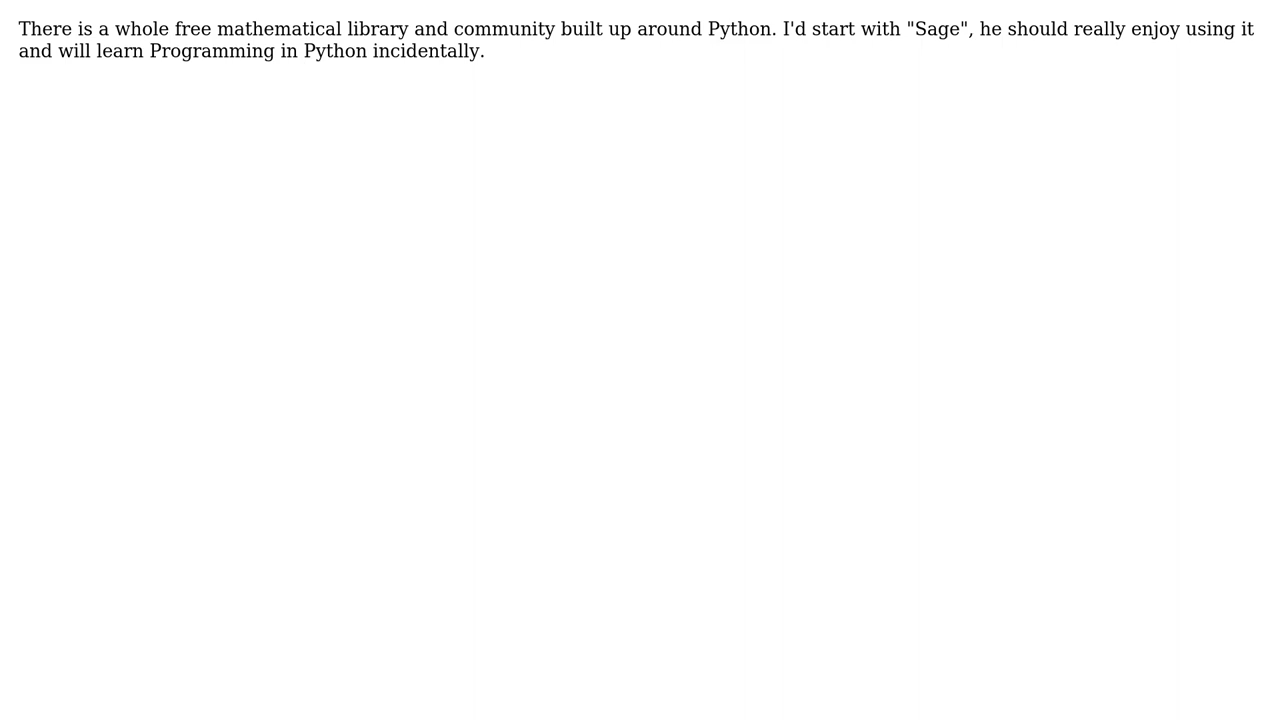 There is a whole free mathematical library and community built up around Python. I'd start with "Sage", he should really enjoy using it
and will learn Programming in Python incidentally.